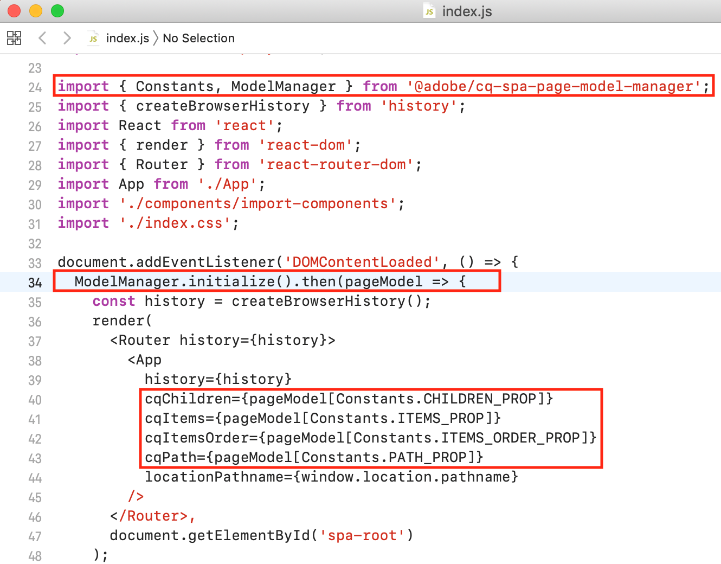 JS index.js
JS index.js 〉 No Selection
23
24 import { Constants, ModelManager } from '@adobe/cq-spa-page-model-manager';
25 import { createBrowserHistory } from 'history';
26 import React from 'react';
27 import { render } from 'react-dom';
28 import { Router } from 'react-router-dom';
29 import App from './App';
30 import './components/import-components';
31 import './index.css';
32
33 document.addEventListener('DOMContentLoaded', () => {
34   ModelManager.initialize().then(pageModel => {
35     const history = createBrowserHistory();
36     render(
37       <Router history={history}>
38         <App
39           history={history}
40           cqChildren={pageModel[Constants.CHILDREN_PROP]}
41           cqItems={pageModel[Constants.ITEMS_PROP]}
42           cqItemsOrder={pageModel[Constants.ITEMS_ORDER_PROP]}
43           cqPath={pageModel[Constants.PATH_PROP]}
44           locationPathname={window.location.pathname}
45         />
46       </Router>,
47       document.getElementById('spa-root')
48     );